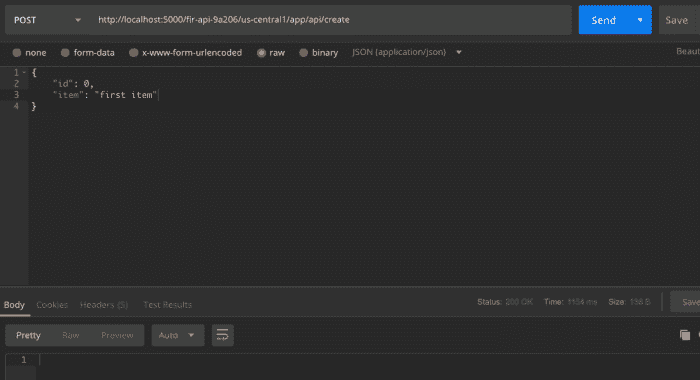 POST http://localhost:5000/fir-api-9a206/us-central1/app/api/create Send Save
none form-data x-www-form-urlencoded raw binary JSON (application/json) Beaut
1 {
2 "id": 0,
3 "item": "first item"
4 }
Body Cookies Headers (5) Test Results Status: 200 OK Time: 1134 ms Size: 118 B Save
Pretty Raw Preview Auto
1